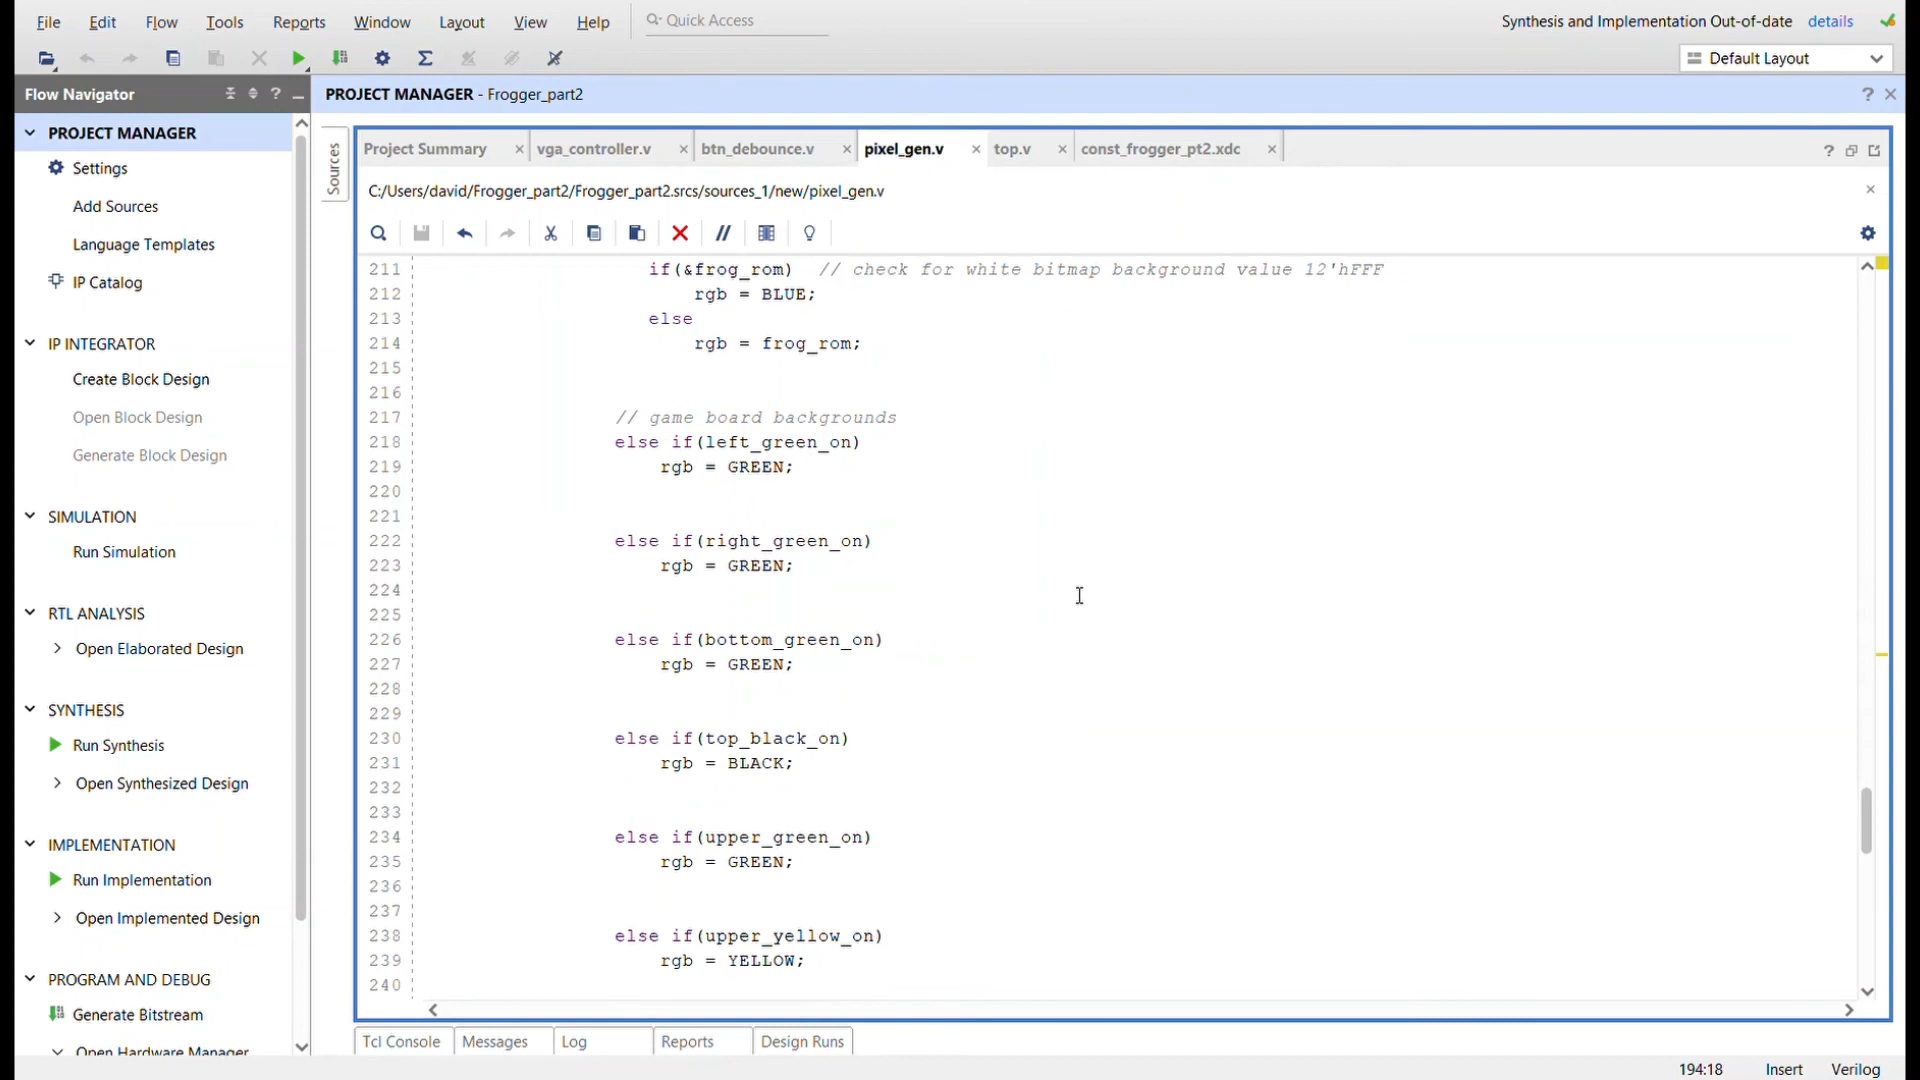 File Edit Flow Tools Reports Window Layout View Help Quick Access Synthesis and Implementation Out-of-date details
Default Layout
Flow Navigator ? _
PROJECT MANAGER - Frogger_part2
PROJECT MANAGER
Settings
Add Sources
Language Templates
IP Catalog
IP INTEGRATOR
Create Block Design
Open Block Design
Generate Block Design
SIMULATION
Run Simulation
RTL ANALYSIS
Open Elaborated Design
SYNTHESIS
Run Synthesis
Open Synthesized Design
IMPLEMENTATION
Run Implementation
Open Implemented Design
PROGRAM AND DEBUG
Generate Bitstream
Open Hardware Manager
Sources
Project Summary vga_controller.v btn_debounce.v pixel_gen.v top.v const_frogger_pt2.xdc
C:/Users/david/Frogger_part2/Frogger_part2.srcs/sources_1/new/pixel_gen.v
211 if(&frog_rom) // check for white bitmap background value 12'hFFF
212 rgb = BLUE;
213 else
214 rgb = frog_rom;
215
216
217 // game board backgrounds
218 else if(left_green_on)
219 rgb = GREEN;
220
221
222 else if(right_green_on)
223 rgb = GREEN;
224
225
226 else if(bottom_green_on)
227 rgb = GREEN;
228
229
230 else if(top_black_on)
231 rgb = BLACK;
232
233
234 else if(upper_green_on)
235 rgb = GREEN;
236
237
238 else if(upper_yellow_on)
239 rgb = YELLOW;
240
Tcl Console Messages Log Reports Design Runs
194:18 Insert Verilog